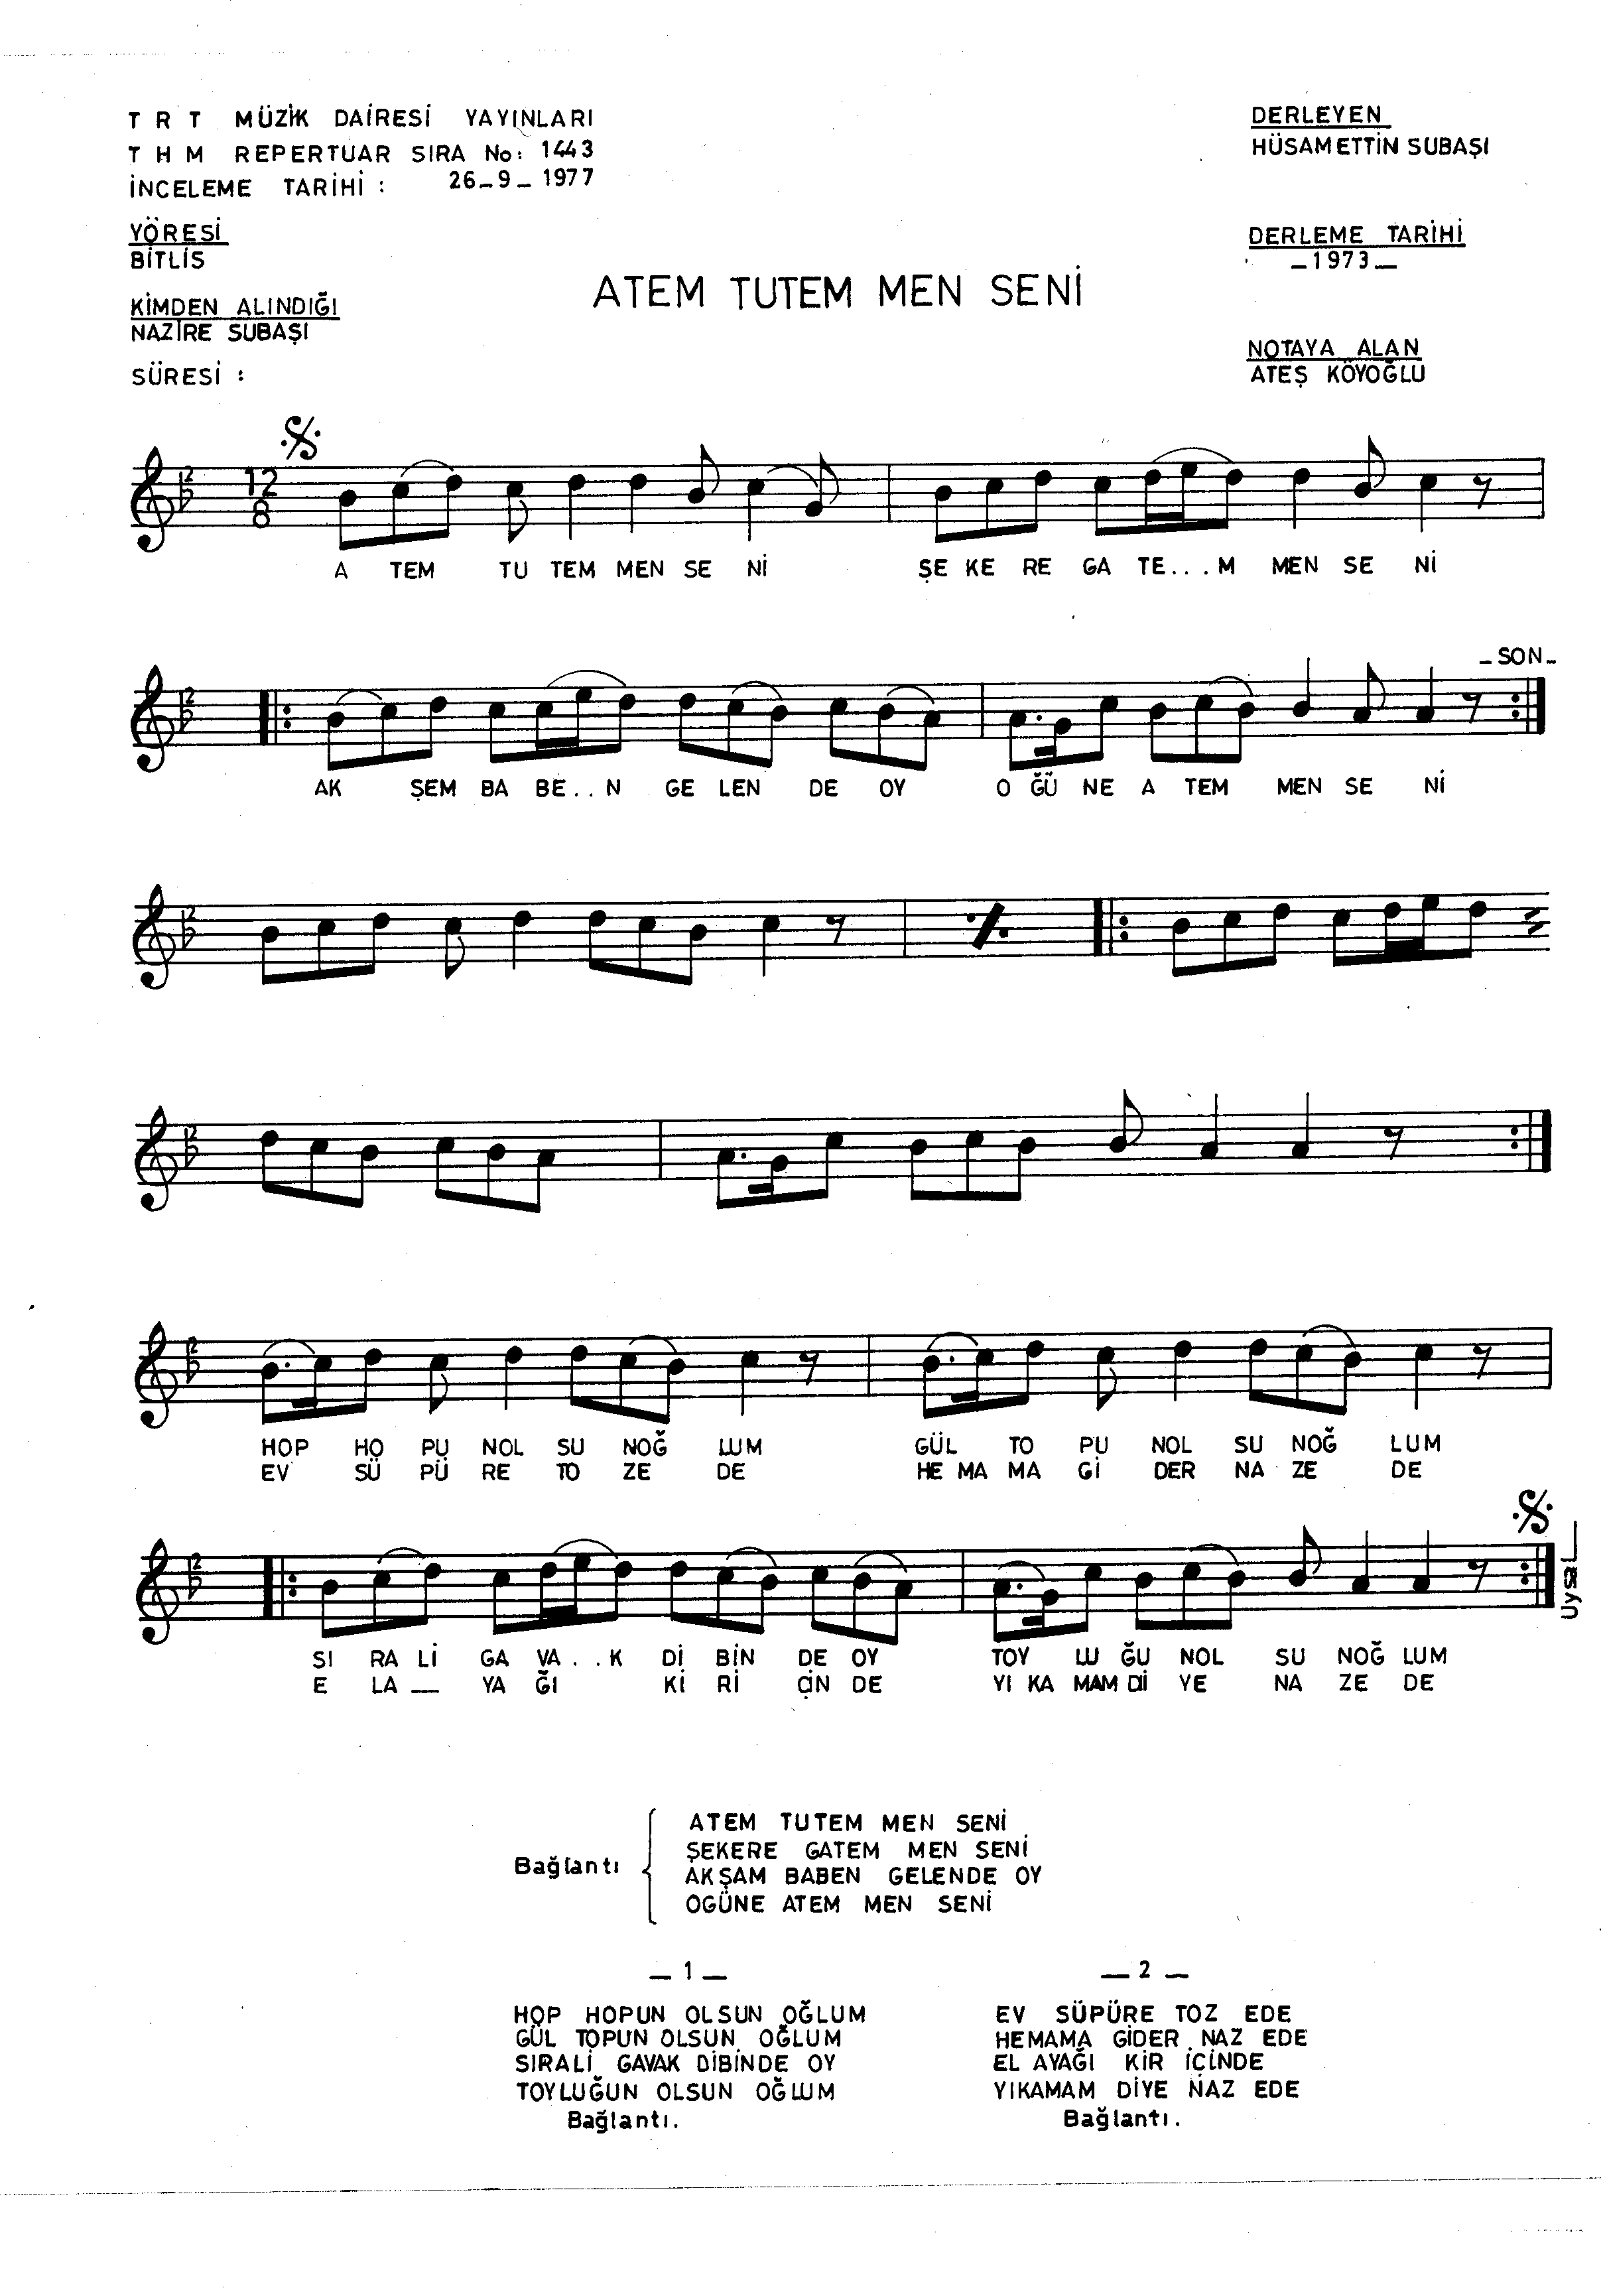 T R T MÜZİK DAİRESİ YAYINLARI
T H M REPERTUAR SIRA No: 1443
İNCELEME TARİHİ : 26_9_1977
YÖRESİ
BİTLİS
KİMDEN ALINDIĞI
NAZİRE SUBAŞI
SÜRESİ :
DERLEYEN
HÜSAMETTİN SUBAŞI
DERLEME TARİHİ
_1973_
NOTAYA ALAN
ATEŞ KÖYOĞLU
ATEM TUTEM MEN SENİ
12
8
A TEM TU TEM MEN SE Nİ ŞE KE RE GA TE...M MEN SE Nİ
_SON_
AK ŞEM BA BE..N GE LEN DE OY O ĞÜ NE A TEM MEN SE Nİ
HOP HO PU NOL SU NOĞ LUM GÜL TO PU NOL SU NOĞ LUM
EV SÜ PÜ RE TO ZE DE HE MA MA Gİ DER NA ZE DE
SI RA Lİ GA VA..K Dİ BİN DE OY TOY LU ĞU NOL SU NOĞ LUM
E LA _ YA ĞI Kİ Rİ ÇİN DE YI KA MAM Dİ YE NA ZE DE
Uysal
Bağlantı
ATEM TUTEM MEN SENİ
ŞEKERE GATEM MEN SENİ
AKŞAM BABEN GELENDE OY
OGÜNE ATEM MEN SENİ
_ 1 _
HOP HOPUN OLSUN OĞLUM
GÜL TOPUN OLSUN OĞLUM
SIRALİ GAVAK DİBİNDE OY
TOYLUĞUN OLSUN OĞLUM
Bağlantı.
_ 2 _
EV SÜPÜRE TOZ EDE
HEMAMA GİDER NAZ EDE
EL AYAĞI KİR İÇİNDE
YIKAMAM DİYE NAZ EDE
Bağlantı.